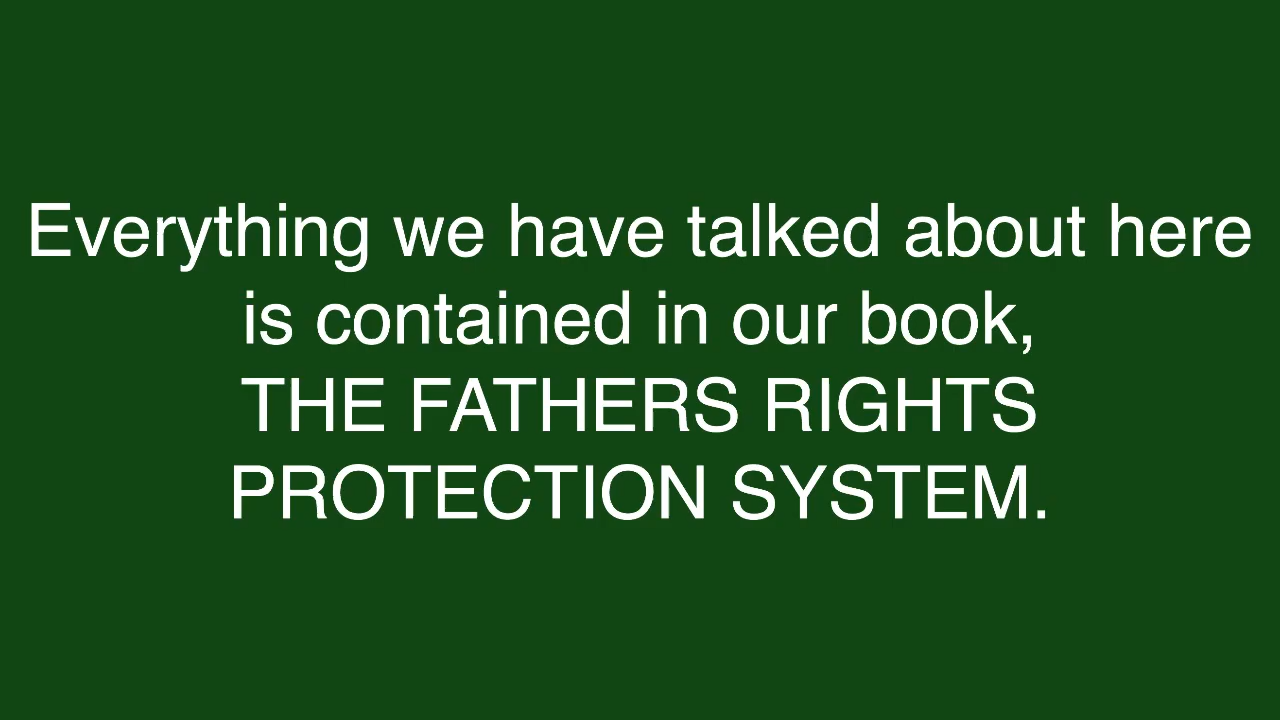 Everything we have talked about here
is contained in our book,
THE FATHERS RIGHTS
PROTECTION SYSTEM.